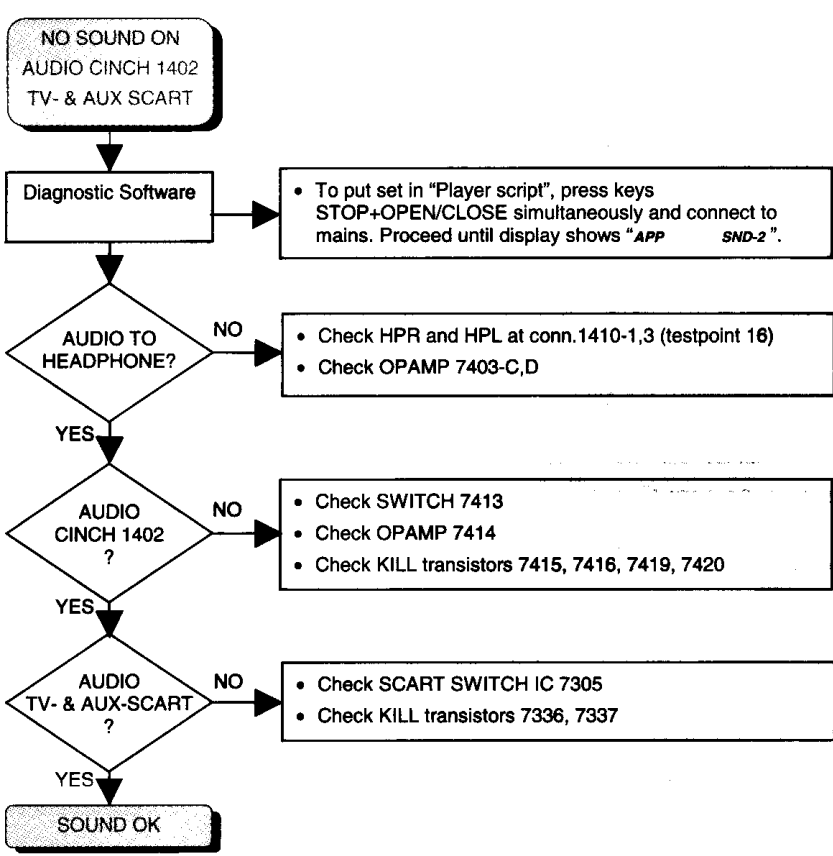 NO SOUND ON
AUDIO CINCH 1402
TV- & AUX SCART
Diagnostic Software
• To put set in "Player script", press keys
STOP+OPEN/CLOSE simultaneously and connect to
mains. Proceed until display shows "APP SND-2".
AUDIO TO
HEADPHONE?
NO
• Check HPR and HPL at conn.1410-1,3 (testpoint 16)
• Check OPAMP 7403-C,D
YES
AUDIO
CINCH 1402
?
NO
• Check SWITCH 7413
• Check OPAMP 7414
• Check KILL transistors 7415, 7416, 7419, 7420
YES
AUDIO
TV- & AUX-SCART
?
NO
• Check SCART SWITCH IC 7305
• Check KILL transistors 7336, 7337
YES
SOUND OK